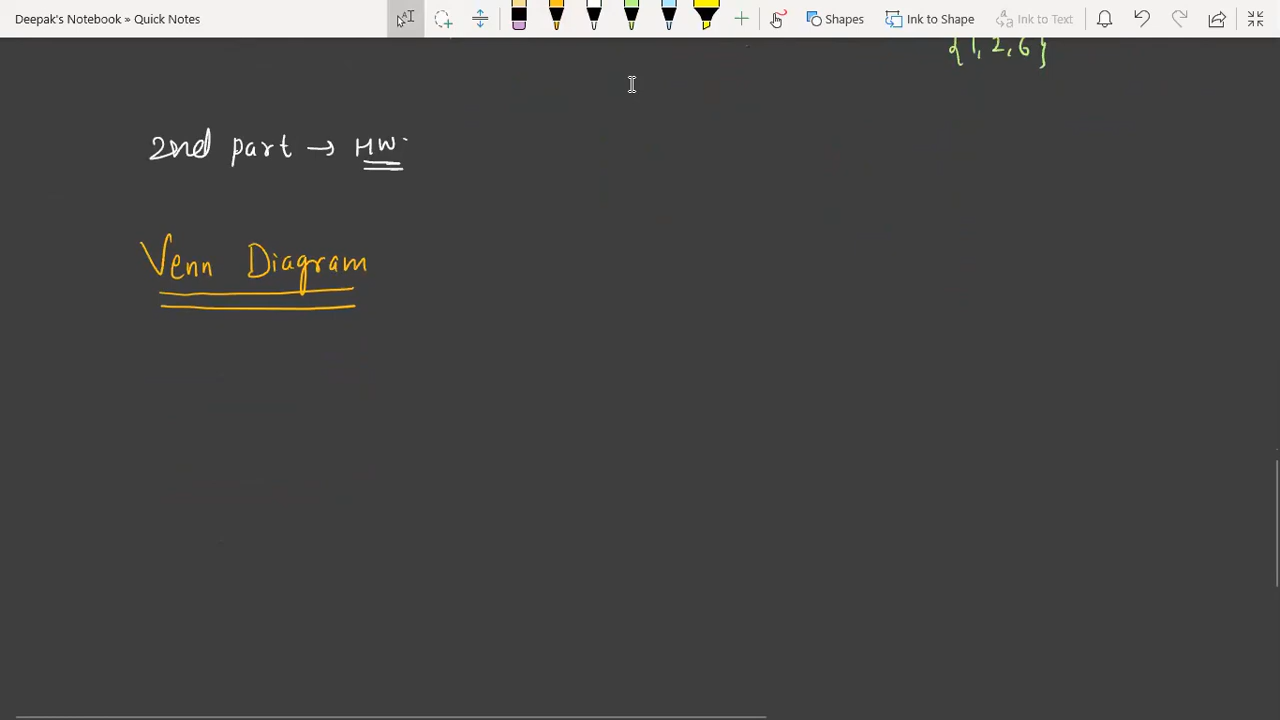 Deepak's Notebook » Quick Notes
Shapes
Ink to Shape
Ink to Text
{1, 2, 6}
2nd part → HW
Venn Diagram